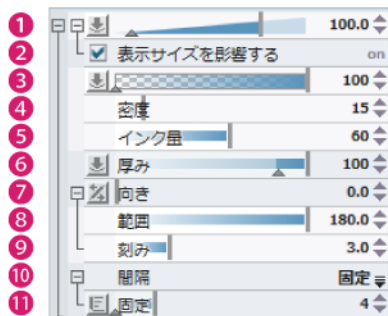 1 100.0
2 表示サイズを影響する on
3 100
4 密度 15
5 インク量 60
6 厚み 100
7 向き 0.0
8 範囲 180.0
9 刻み 3.0
10 間隔 固定
11 固定 4